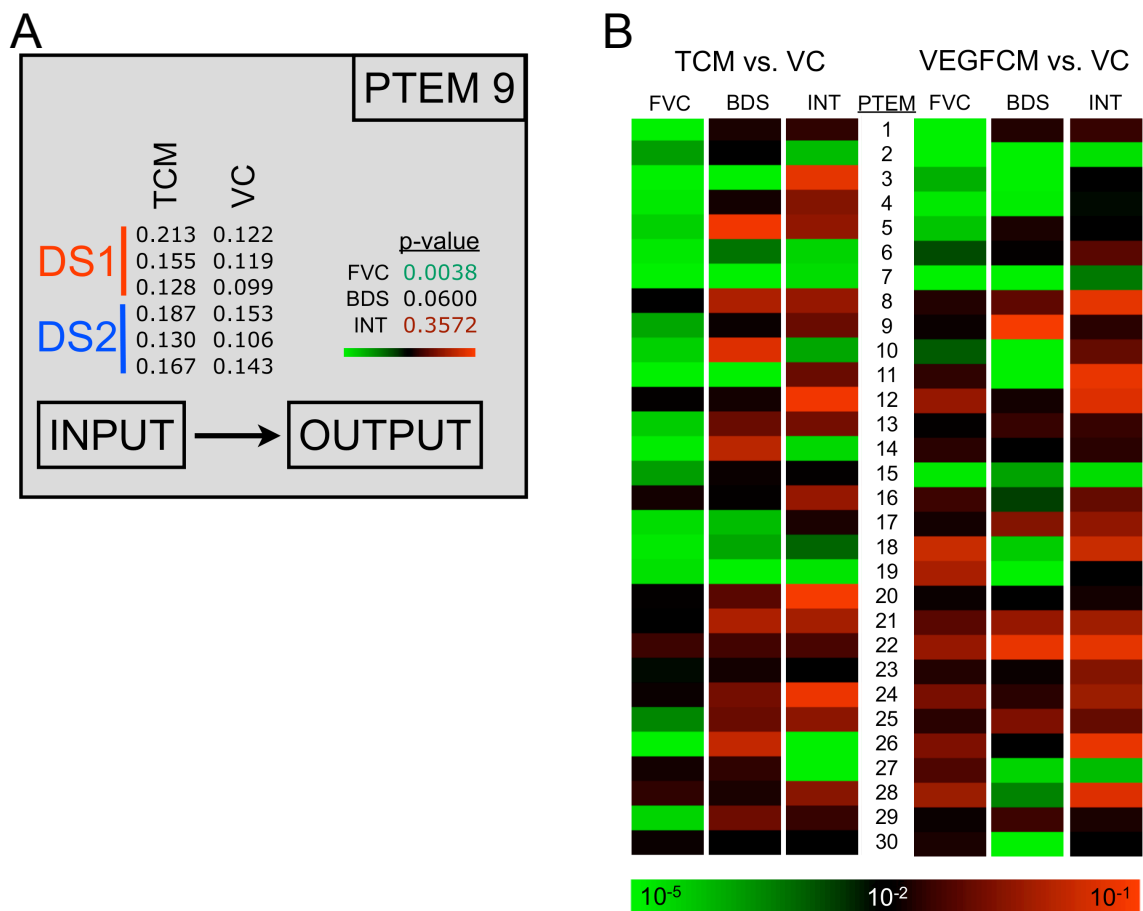 A
PTEM 9
TCM VC
DS1
0.213 0.122
0.155 0.119
0.128 0.099
DS2
0.187 0.153
0.130 0.106
0.167 0.143
p-value
FVC 0.0038
BDS 0.0600
INT 0.3572
INPUT OUTPUT
B
TCM vs. VC VEGFCM vs. VC
FVC BDS INT PTEM FVC BDS INT
1
2
3
4
5
6
7
8
9
10
11
12
13
14
15
16
17
18
19
20
21
22
23
24
25
26
27
28
29
30
10-5 10-2 10-1